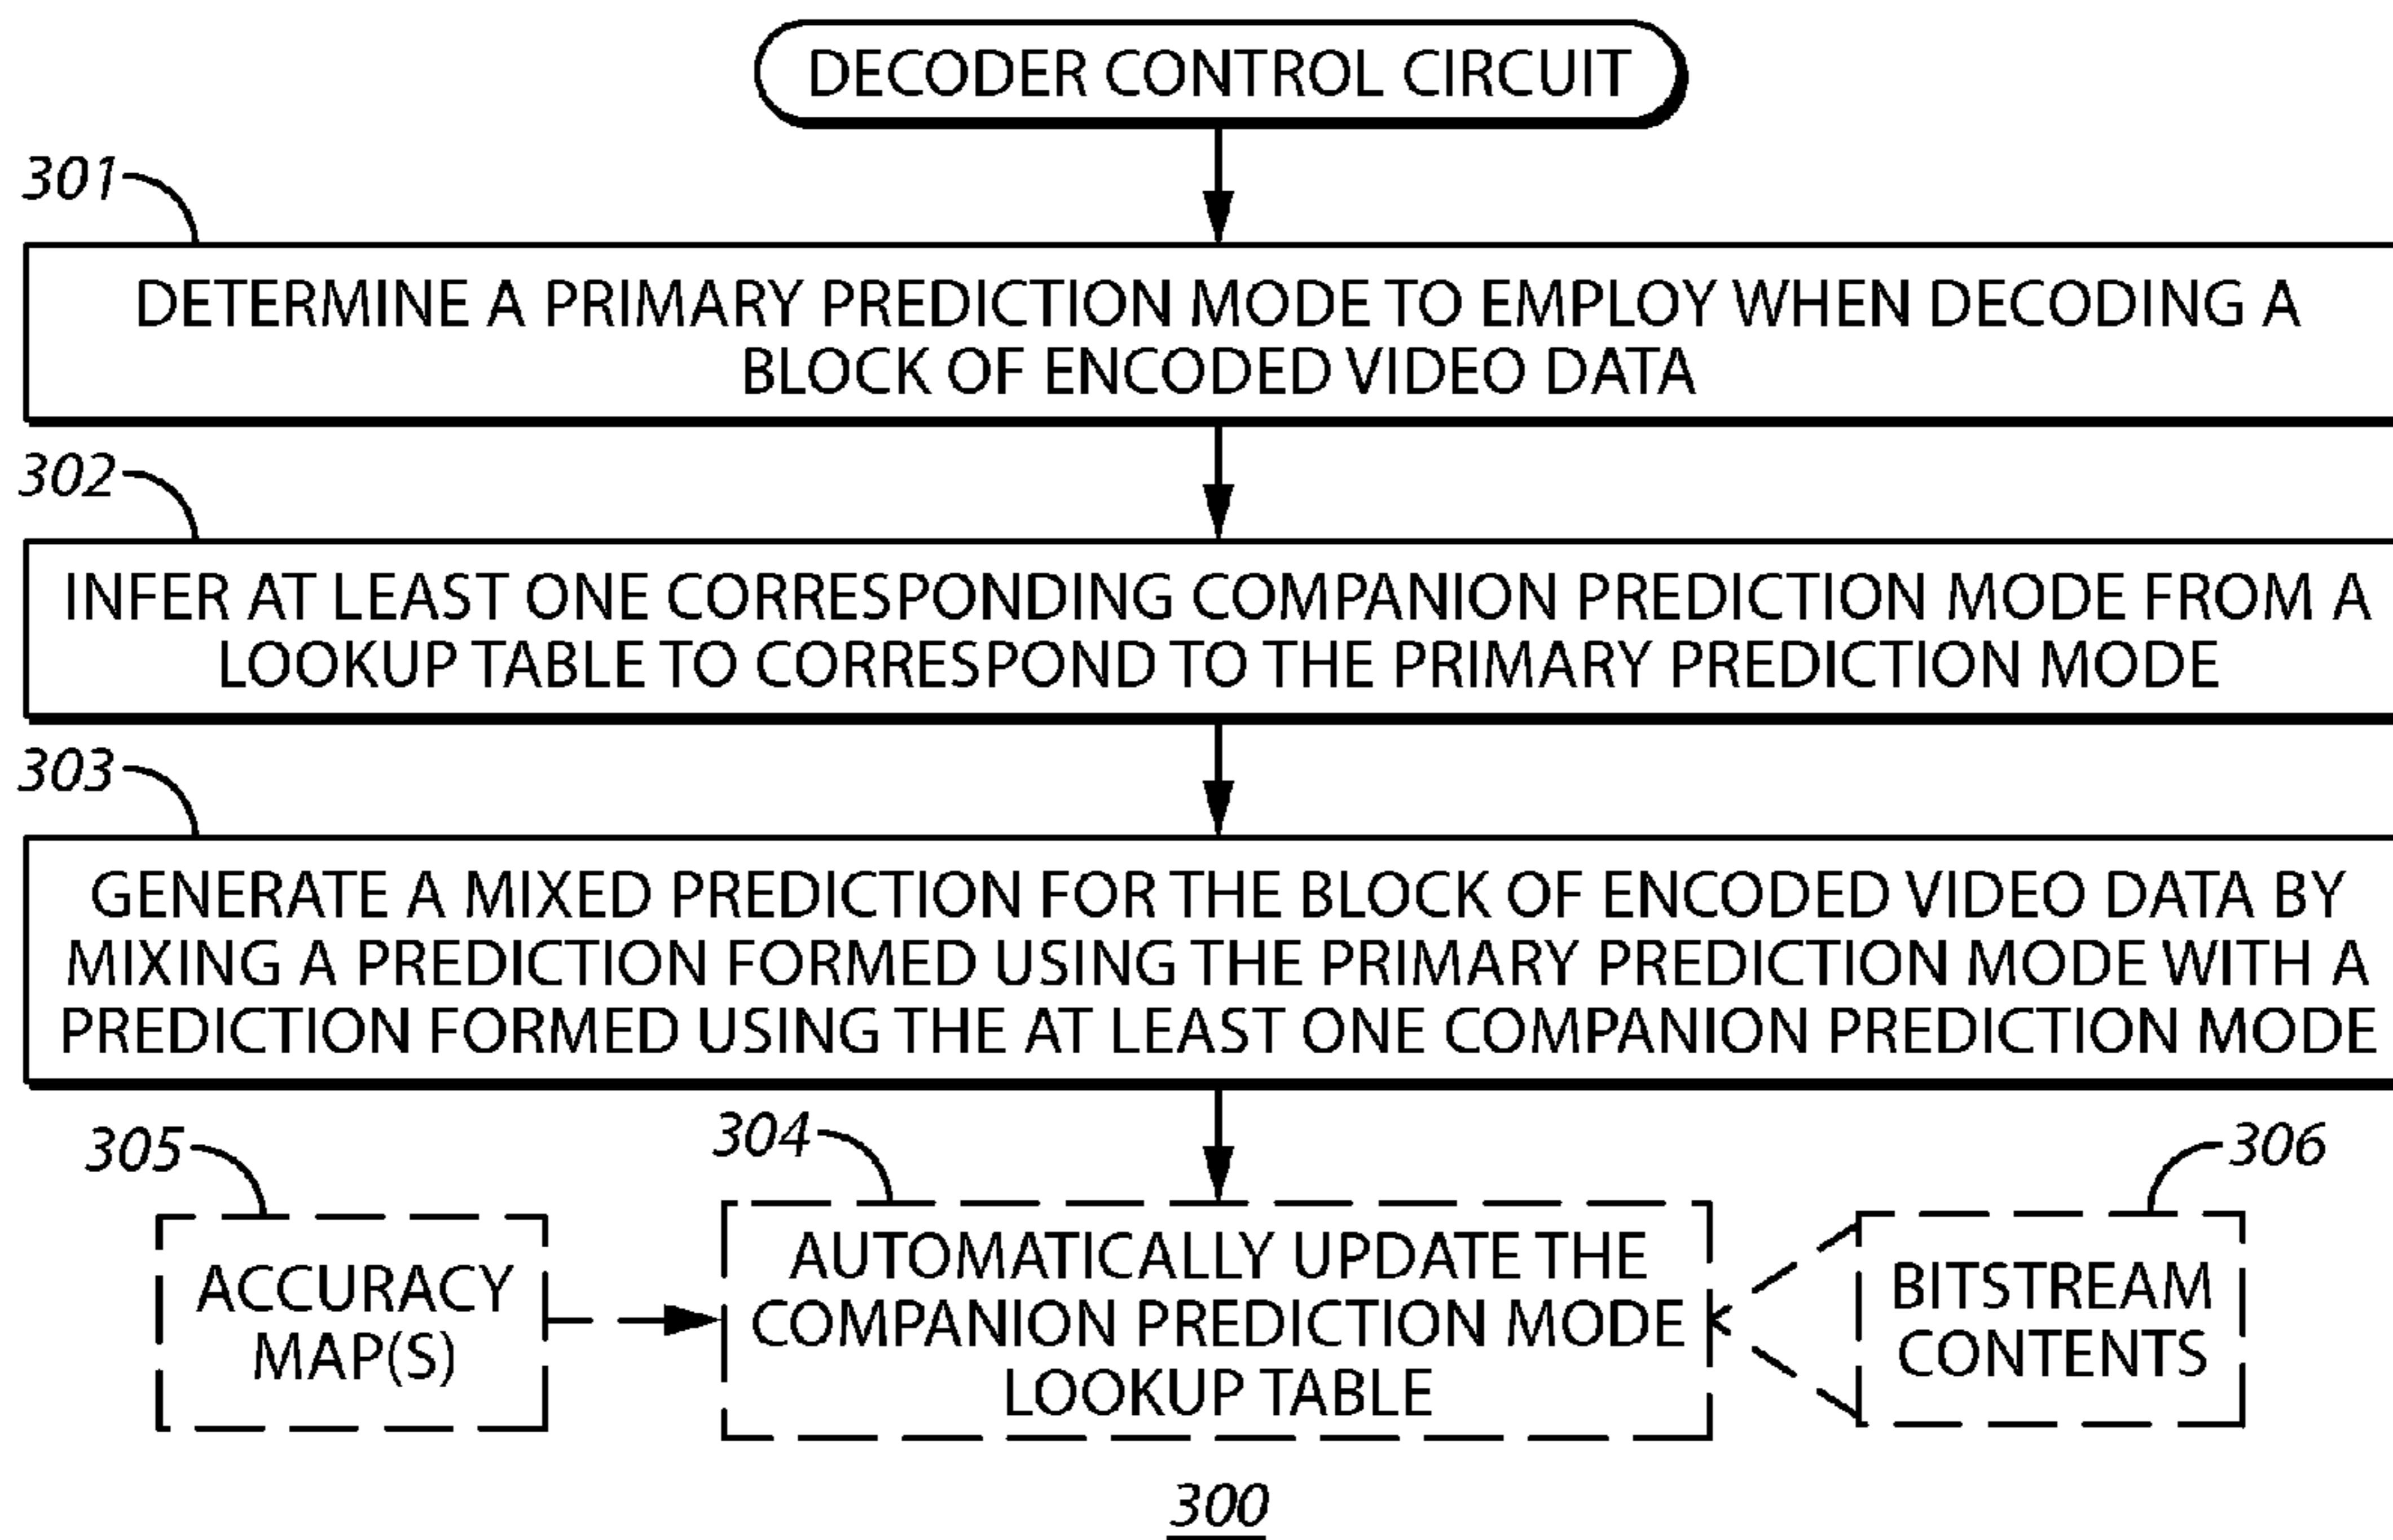 DECODER CONTROL CIRCUIT
301
DETERMINE A PRIMARY PREDICTION MODE TO EMPLOY WHEN DECODING A
BLOCK OF ENCODED VIDEO DATA
302
INFER AT LEAST ONE CORRESPONDING COMPANION PREDICTION MODE FROM A
LOOKUP TABLE TO CORRESPOND TO THE PRIMARY PREDICTION MODE
303
GENERATE A MIXED PREDICTION FOR THE BLOCK OF ENCODED VIDEO DATA BY
MIXING A PREDICTION FORMED USING THE PRIMARY PREDICTION MODE WITH A
PREDICTION FORMED USING THE AT LEAST ONE COMPANION PREDICTION MODE
305
ACCURACY
MAP(S)
304
AUTOMATICALLY UPDATE THE
COMPANION PREDICTION MODE
LOOKUP TABLE
306
BITSTREAM
CONTENTS
300